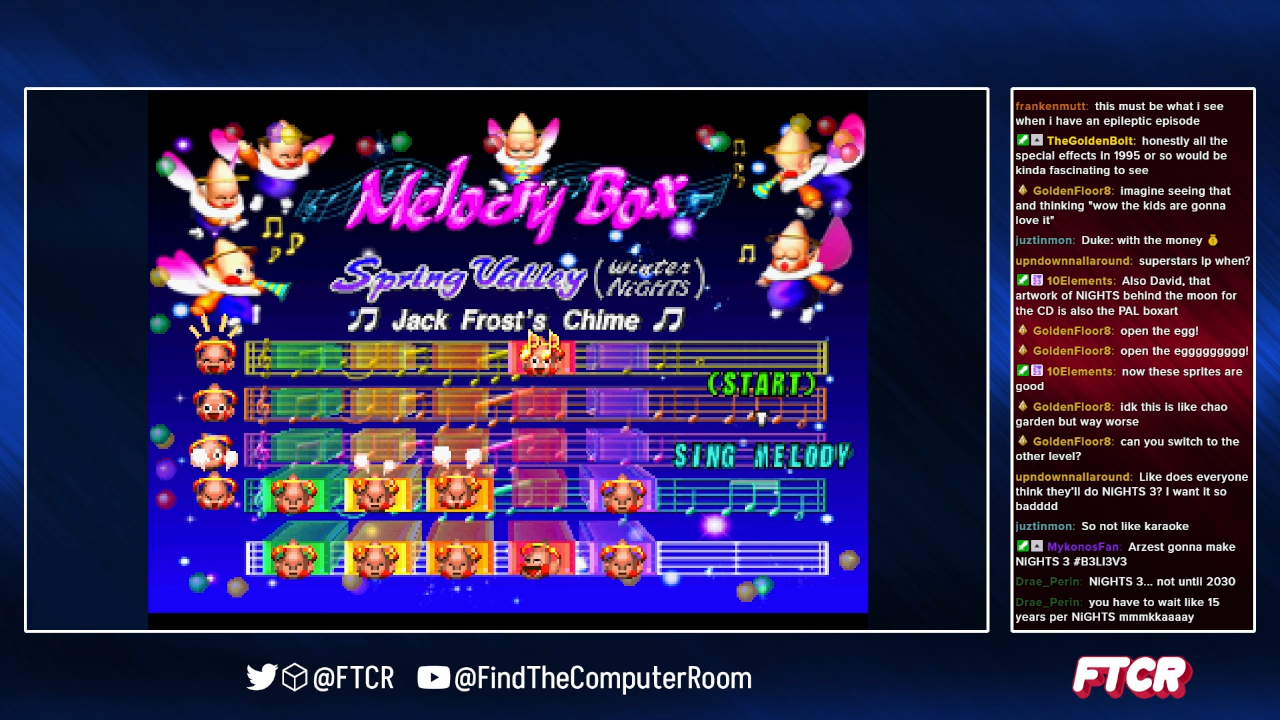 Melody Box
Spring Valley (Winter NiGHTS)
♫ Jack Frost's Chime ♫
(START)
SING MELODY
frankenmutt: this must be what i see
when i have an epileptic episode
TheGoldenBolt: honestly all the
special effects in 1995 or so would be
kinda fascinating to see
GoldenFloor8: imagine seeing that
and thinking "wow the kids are gonna
love it"
juztinmon: Duke: with the money 💰
upndownnallaround: superstars lp when?
10Elements: Also David, that
artwork of NiGHTS behind the moon for
the CD is also the PAL boxart
GoldenFloor8: open the egg!
GoldenFloor8: open the egggggggg!
10Elements: now these sprites are
good
GoldenFloor8: idk this is like chao
garden but way worse
GoldenFloor8: can you switch to the
other level?
upndownnallaround: Like does everyone
think they'll do NiGHTS 3? I want it so
badddd
juztinmon: So not like karaoke
MykonosFan: Arzest gonna make
NiGHTS 3 #B3LI3V3
Drae_Perin: NiGHTS 3... not until 2030
Drae_Perin: you have to wait like 15
years per NiGHTS mmmkkaaaay
@FTCR @FindTheComputerRoom
FTCR